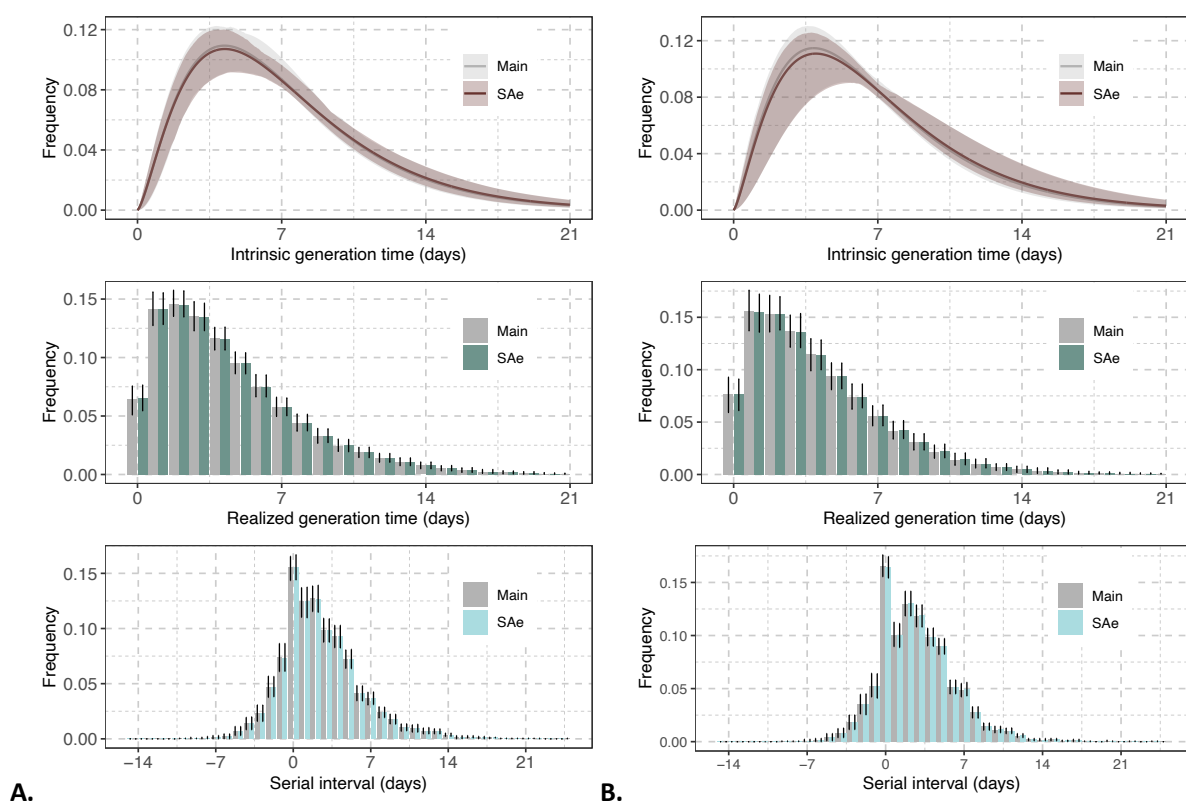 0.12
0.08
0.04
0.00
Frequency
Main
SAe
0 7 14 21
Intrinsic generation time (days)
0.15
0.10
0.05
0.00
Frequency
Main
SAe
0 7 14 21
Realized generation time (days)
0.15
0.10
0.05
0.00
Frequency
Main
SAe
−14 −7 0 7 14 21
Serial interval (days)
A.
0.12
0.08
0.04
0.00
Frequency
Main
SAe
0 7 14 21
Intrinsic generation time (days)
0.15
0.10
0.05
0.00
Frequency
Main
SAe
0 7 14 21
Realized generation time (days)
0.15
0.10
0.05
0.00
Frequency
Main
SAe
−14 −7 0 7 14 21
Serial interval (days)
B.